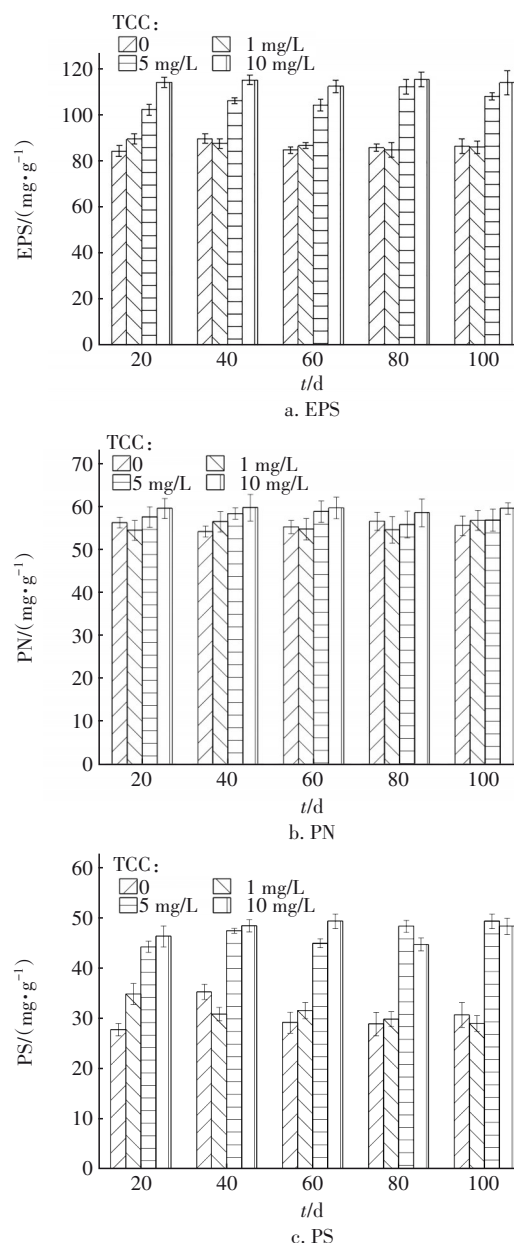 TCC：
0 1 mg/L
5 mg/L 10 mg/L
120
100
80
60
40
20
0
EPS/(mg•g⁻¹)
20 40 60 80 100
t/d
a. EPS
TCC：
0 1 mg/L
5 mg/L 10 mg/L
70
60
50
40
30
20
10
0
PN/(mg•g⁻¹)
20 40 60 80 100
t/d
b. PN
TCC：
0 1 mg/L
5 mg/L 10 mg/L
60
50
40
30
20
10
0
PS/(mg•g⁻¹)
20 40 60 80 100
t/d
c. PS